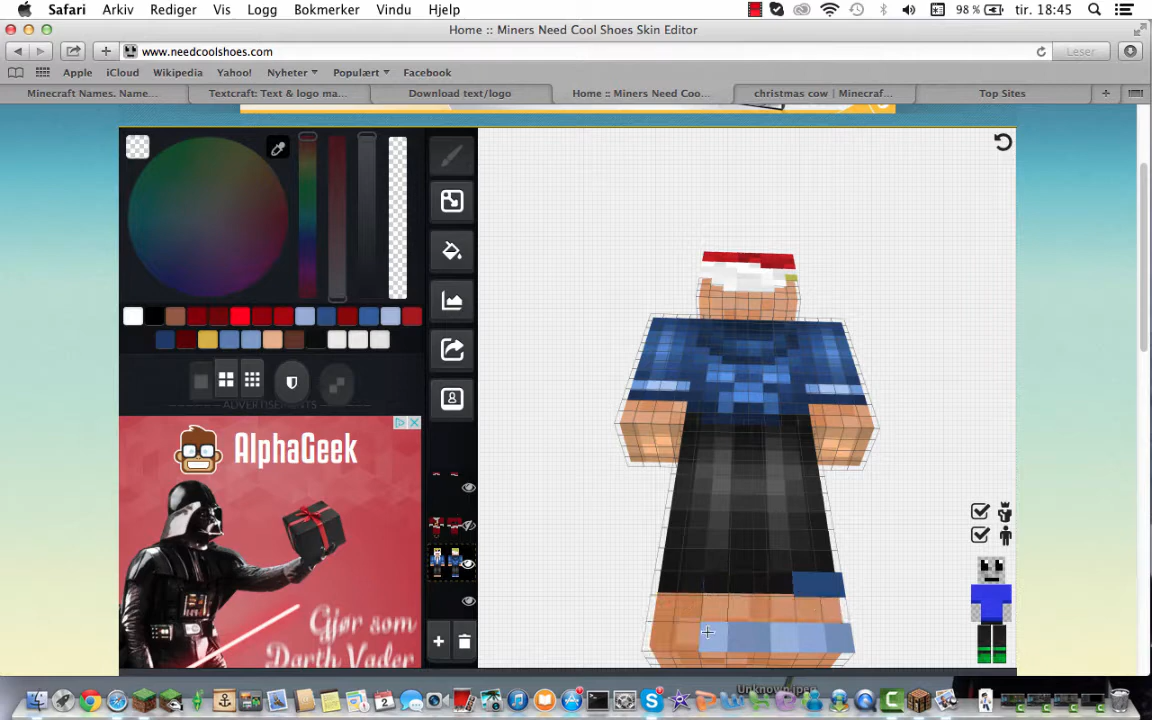 Safari Arkiv Rediger Vis Logg Bokmerker Vindu Hjelp 98 % tir. 18:45
Home :: Miners Need Cool Shoes Skin Editor
www.needcoolshoes.com Leser
Apple iCloud Wikipedia Yahoo! Nyheter Populært Facebook
Minecraft Names. Name... Textcraft: Text & logo ma... Download text/logo Home :: Miners Need Coo... christmas cow | Minecraf... Top Sites
ADVERTISEMENTS
AlphaGeek
Gjør som
Darth Vader